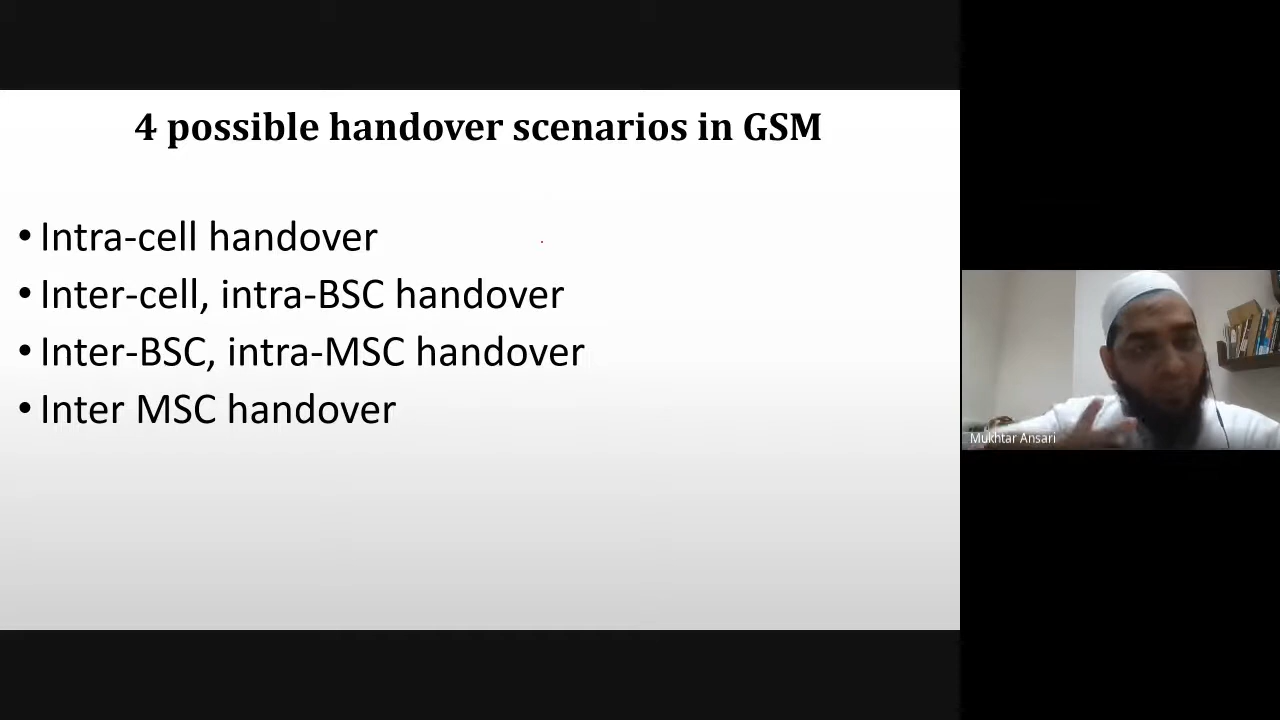 4 possible handover scenarios in GSM
• Intra-cell handover
• Inter-cell, intra-BSC handover
• Inter-BSC, intra-MSC handover
• Inter MSC handover
Mukhtar Ansari